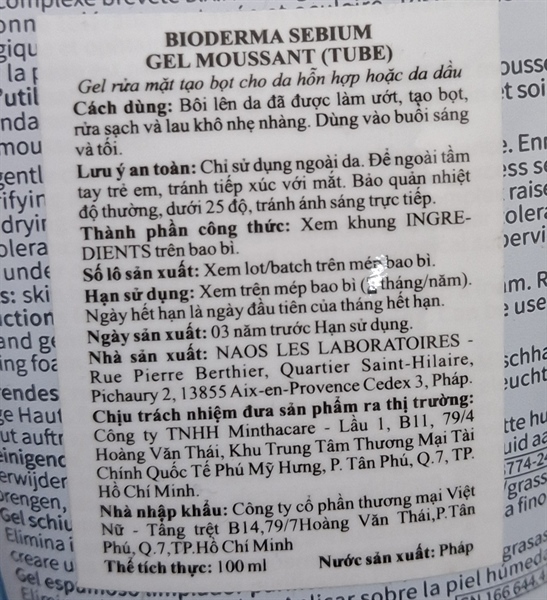 BIODERMA SEBIUM
GEL MOUSSANT (TUBE)
Gel rửa mặt tạo bọt cho da hỗn hợp hoặc da dầu
Cách dùng: Bôi lên da đã được làm ướt, tạo bọt,
rửa sạch và lau khô nhẹ nhàng. Dùng vào buổi sáng
và tối.
Lưu ý an toàn: Chỉ sử dụng ngoài da. Để ngoài tầm
tay trẻ em, tránh tiếp xúc với mắt. Bảo quản nhiệt
độ thường, dưới 25 độ, tránh ánh sáng trực tiếp.
Thành phần công thức: Xem khung INGRE-
DIENTS trên bao bì.
Số lô sản xuất: Xem lot/batch trên mép bao bì.
Hạn sử dụng: Xem trên mép bao bì (tháng/năm).
Ngày hết hạn là ngày đầu tiên của tháng hết hạn.
Ngày sản xuất: 03 năm trước Hạn sử dụng.
Nhà sản xuất: NAOS LES LABORATOIRES -
Rue Pierre Berthier, Quartier Saint-Hilaire,
Pichaury 2, 13855 Aix-en-Provence Cedex 3, Pháp.
Chịu trách nhiệm đưa sản phẩm ra thị trường:
Công ty TNHH Minthacare - Lầu 1, B11, 79/4
Hoàng Văn Thái, Khu Trung Tâm Thương Mại Tài
Chính Quốc Tế Phú Mỹ Hưng, P. Tân Phú, Q.7, TP.
Hồ Chí Minh.
Nhà nhập khẩu: Công ty cổ phần thương mại Việt
Nữ - Tầng trệt B14,79/7Hoàng Văn Thái,P.Tân
Phú, Q.7,TP.Hồ Chí Minh
Thể tích thực: 100 ml Nước sản xuất: Pháp